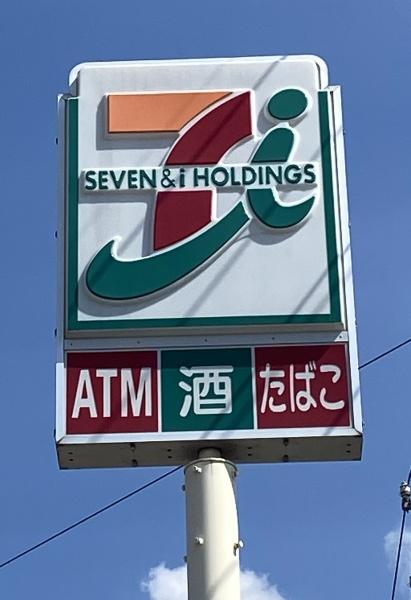 SEVEN & i HOLDINGS
ATM 酒 たばこ